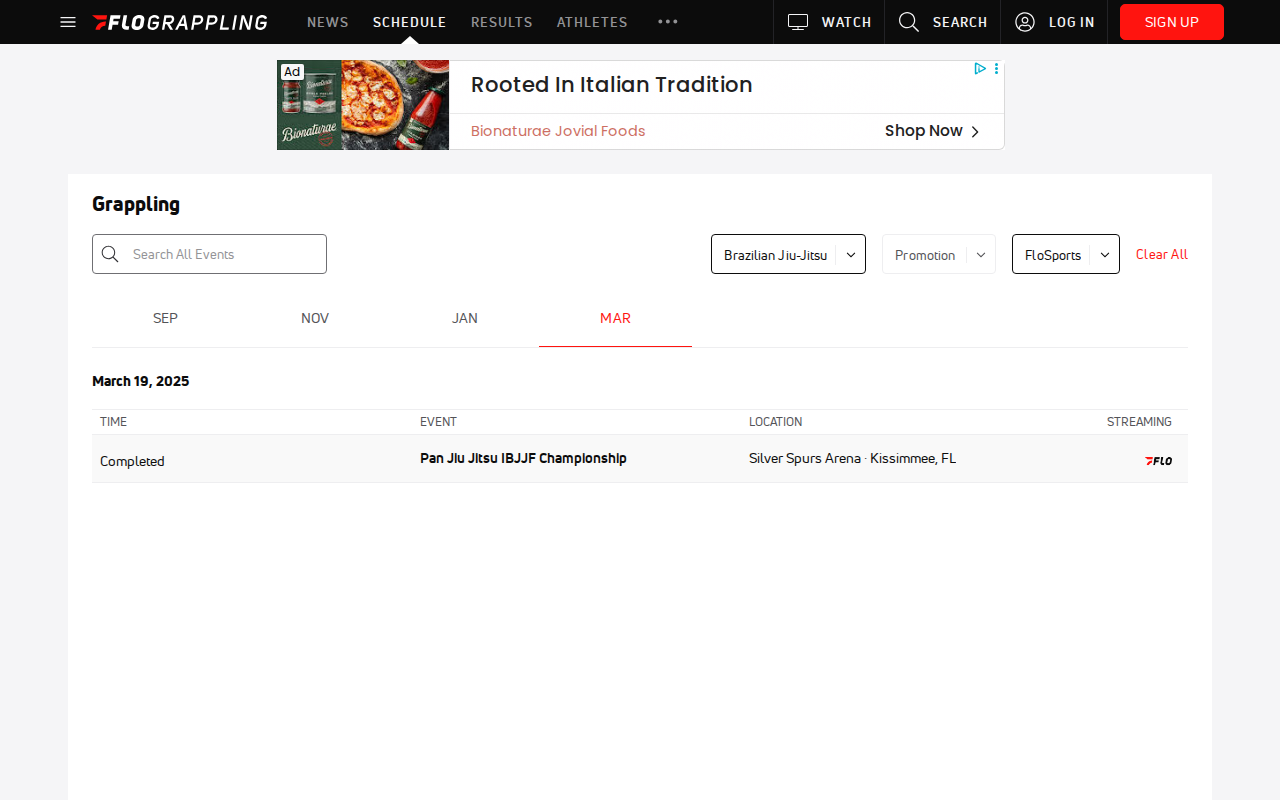 FLOGRAPPLING NEWS SCHEDULE RESULTS ATHLETES WATCH SEARCH LOG IN SIGN UP
Ad
Bionaturae
Rooted In Italian Tradition
Bionaturae Jovial Foods
Shop Now
Grappling
Search All Events
Brazilian Jiu-Jitsu
Promotion
FloSports
Clear All
SEP NOV JAN MAR
March 19, 2025
TIME EVENT LOCATION STREAMING
Completed Pan Jiu Jitsu IBJJF Championship Silver Spurs Arena · Kissimmee, FL FLO